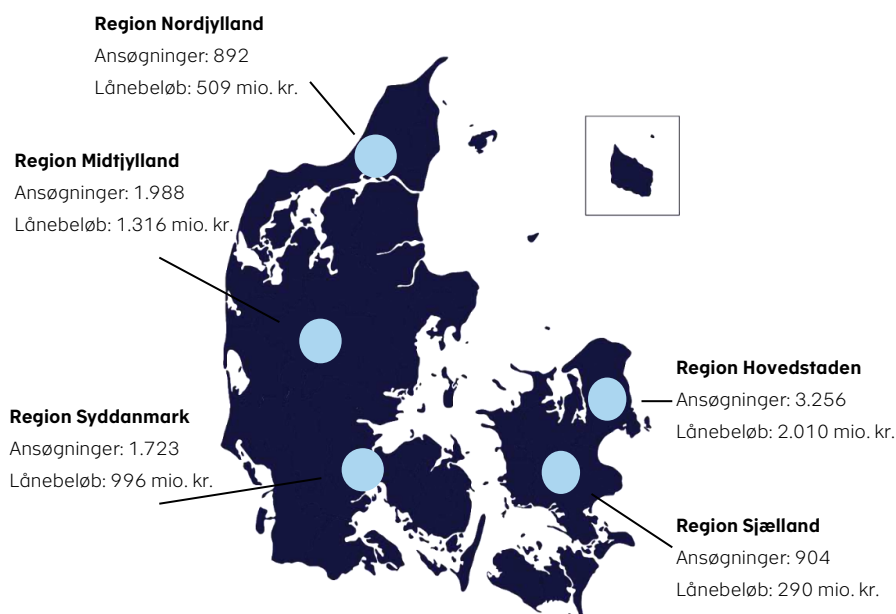 Region Nordjylland
Ansøgninger: 892
Lånebeløb: 509 mio. kr.
Region Midtjylland
Ansøgninger: 1.988
Lånebeløb: 1.316 mio. kr.
Region Hovedstaden
Ansøgninger: 3.256
Lånebeløb: 2.010 mio. kr.
Region Syddanmark
Ansøgninger: 1.723
Lånebeløb: 996 mio. kr.
Region Sjælland
Ansøgninger: 904
Lånebeløb: 290 mio. kr.